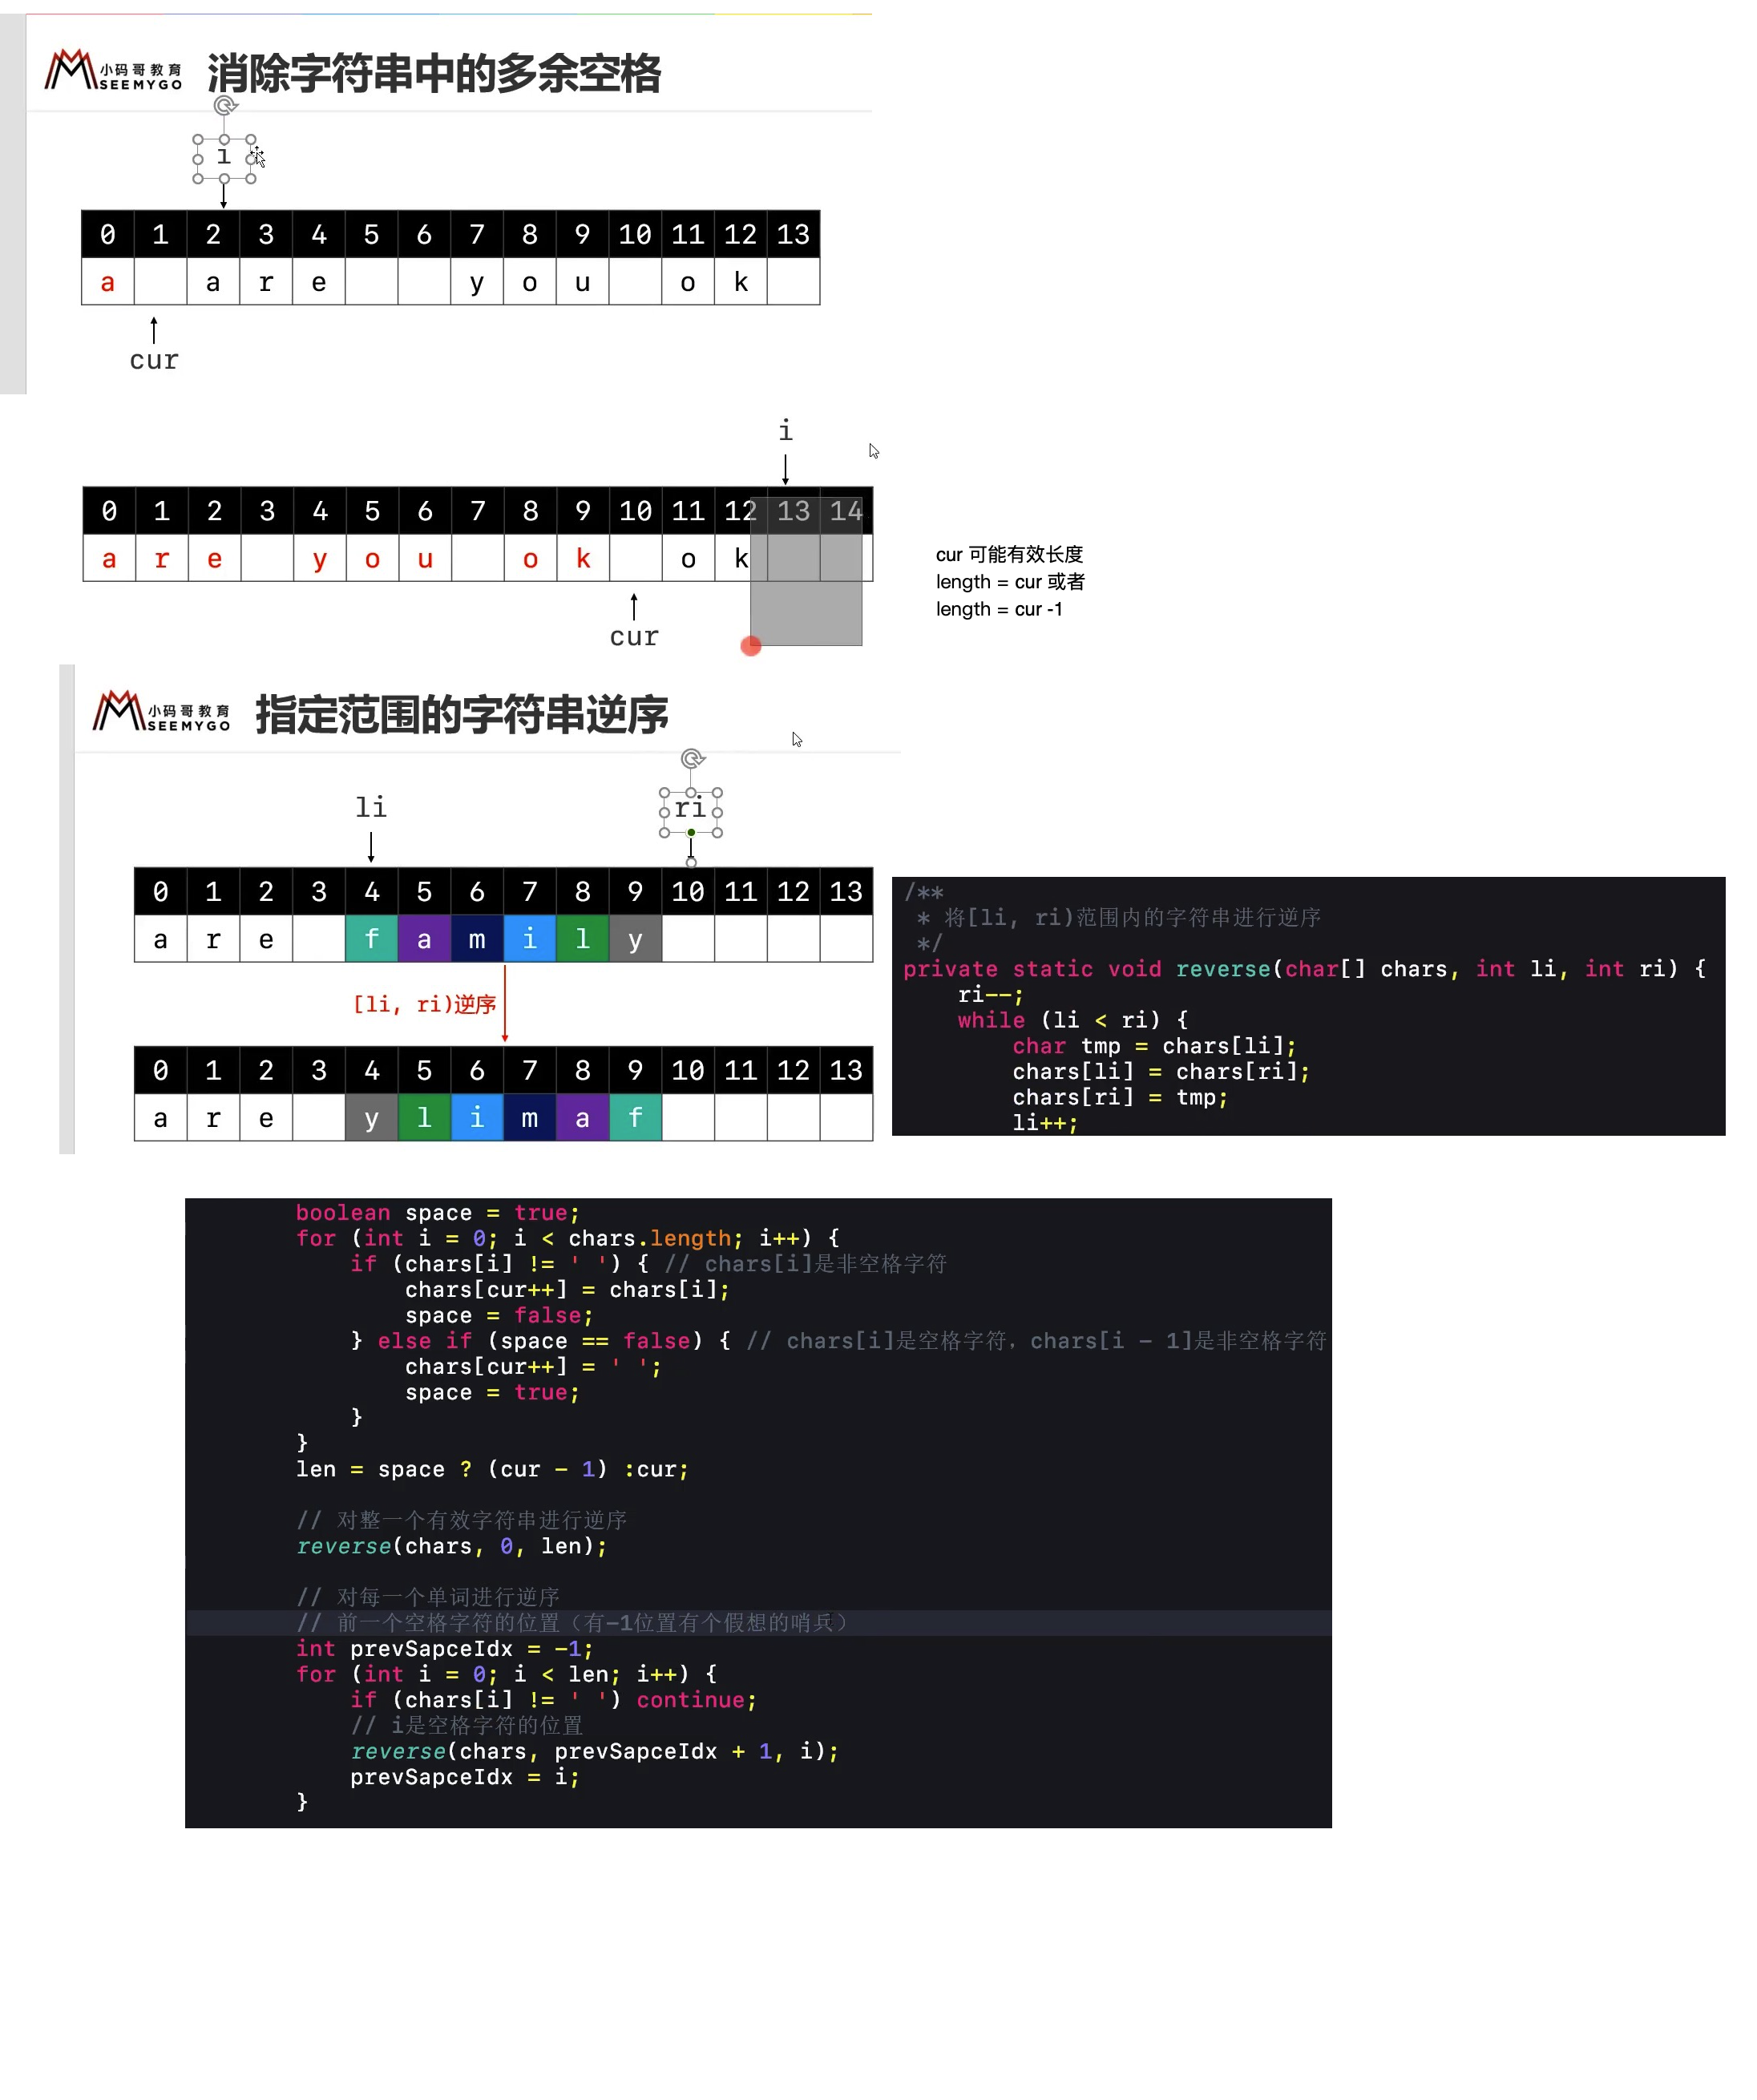 小码哥教育
SEEMYGO
消除字符串中的多余空格
i
0 1 2 3 4 5 6 7 8 9 10 11 12 13
a a r e y o u o k
cur
i
0 1 2 3 4 5 6 7 8 9 10 11 12 13 14
a r e y o u o k o k
cur
cur 可能有效长度
length = cur 或者
length = cur -1
小码哥教育
SEEMYGO
指定范围的字符串逆序
li ri
0 1 2 3 4 5 6 7 8 9 10 11 12 13
a r e f a m i l y
[li, ri)逆序
0 1 2 3 4 5 6 7 8 9 10 11 12 13
a r e y l i m a f
/**
 * 将[li, ri)范围内的字符串进行逆序
 */
private static void reverse(char[] chars, int li, int ri) {
    ri--;
    while (li < ri) {
        char tmp = chars[li];
        chars[li] = chars[ri];
        chars[ri] = tmp;
        li++;
boolean space = true;
for (int i = 0; i < chars.length; i++) {
    if (chars[i] != ' ') { // chars[i]是非空格字符
        chars[cur++] = chars[i];
        space = false;
    } else if (space == false) { // chars[i]是空格字符，chars[i - 1]是非空格字符
        chars[cur++] = ' ';
        space = true;
    }
}
len = space ? (cur - 1) :cur;
// 对整一个有效字符串进行逆序
reverse(chars, 0, len);
// 对每一个单词进行逆序
// 前一个空格字符的位置（有-1位置有个假想的哨兵）
int prevSapceIdx = -1;
for (int i = 0; i < len; i++) {
    if (chars[i] != ' ') continue;
    // i是空格字符的位置
    reverse(chars, prevSapceIdx + 1, i);
    prevSapceIdx = i;
}